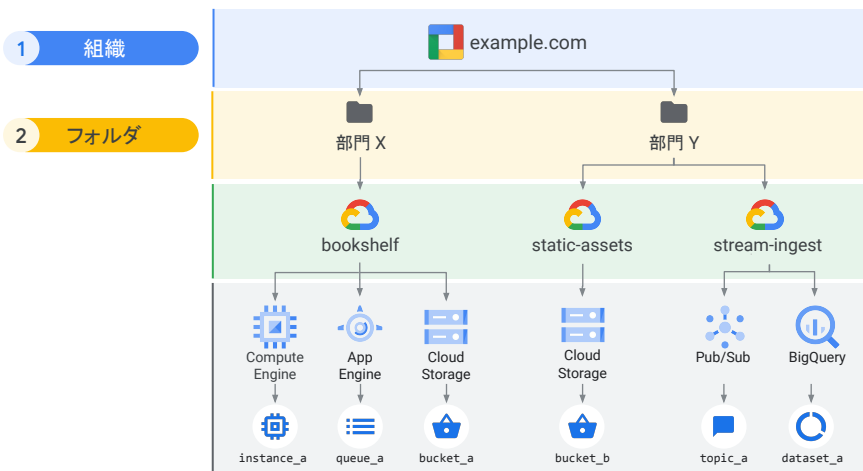 1 組織
example.com
2 フォルダ
部門 X
部門 Y
bookshelf
static-assets
stream-ingest
Compute
Engine
App
Engine
Cloud
Storage
Cloud
Storage
Pub/Sub
BigQuery
instance_a
queue_a
bucket_a
bucket_b
topic_a
dataset_a